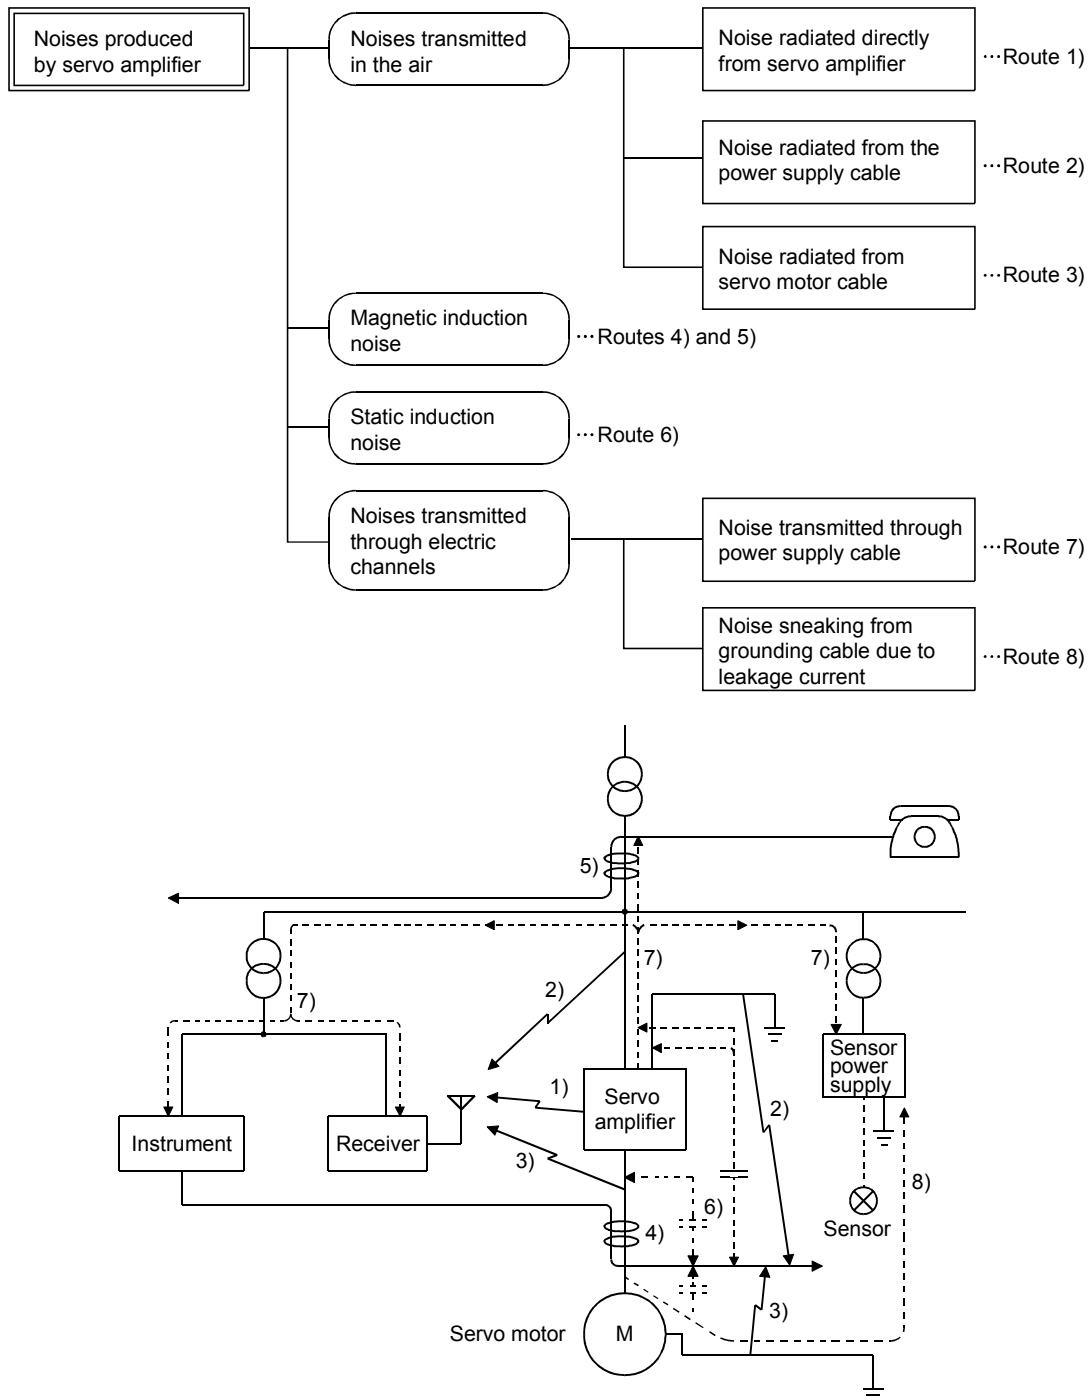 Noises produced
by servo amplifier
Noises transmitted
in the air
Noise radiated directly
from servo amplifier
…Route 1)
Noise radiated from the
power supply cable
…Route 2)
Noise radiated from
servo motor cable
…Route 3)
Magnetic induction
noise
…Routes 4) and 5)
Static induction
noise
…Route 6)
Noises transmitted
through electric
channels
Noise transmitted through
power supply cable
…Route 7)
Noise sneaking from
grounding cable due to
leakage current
…Route 8)
5)
7)
7)
7)
2)
Sensor
power
supply
1)
Servo
amplifier
2)
Instrument
Receiver
3)
8)
6)
Sensor
4)
3)
Servo motor
M